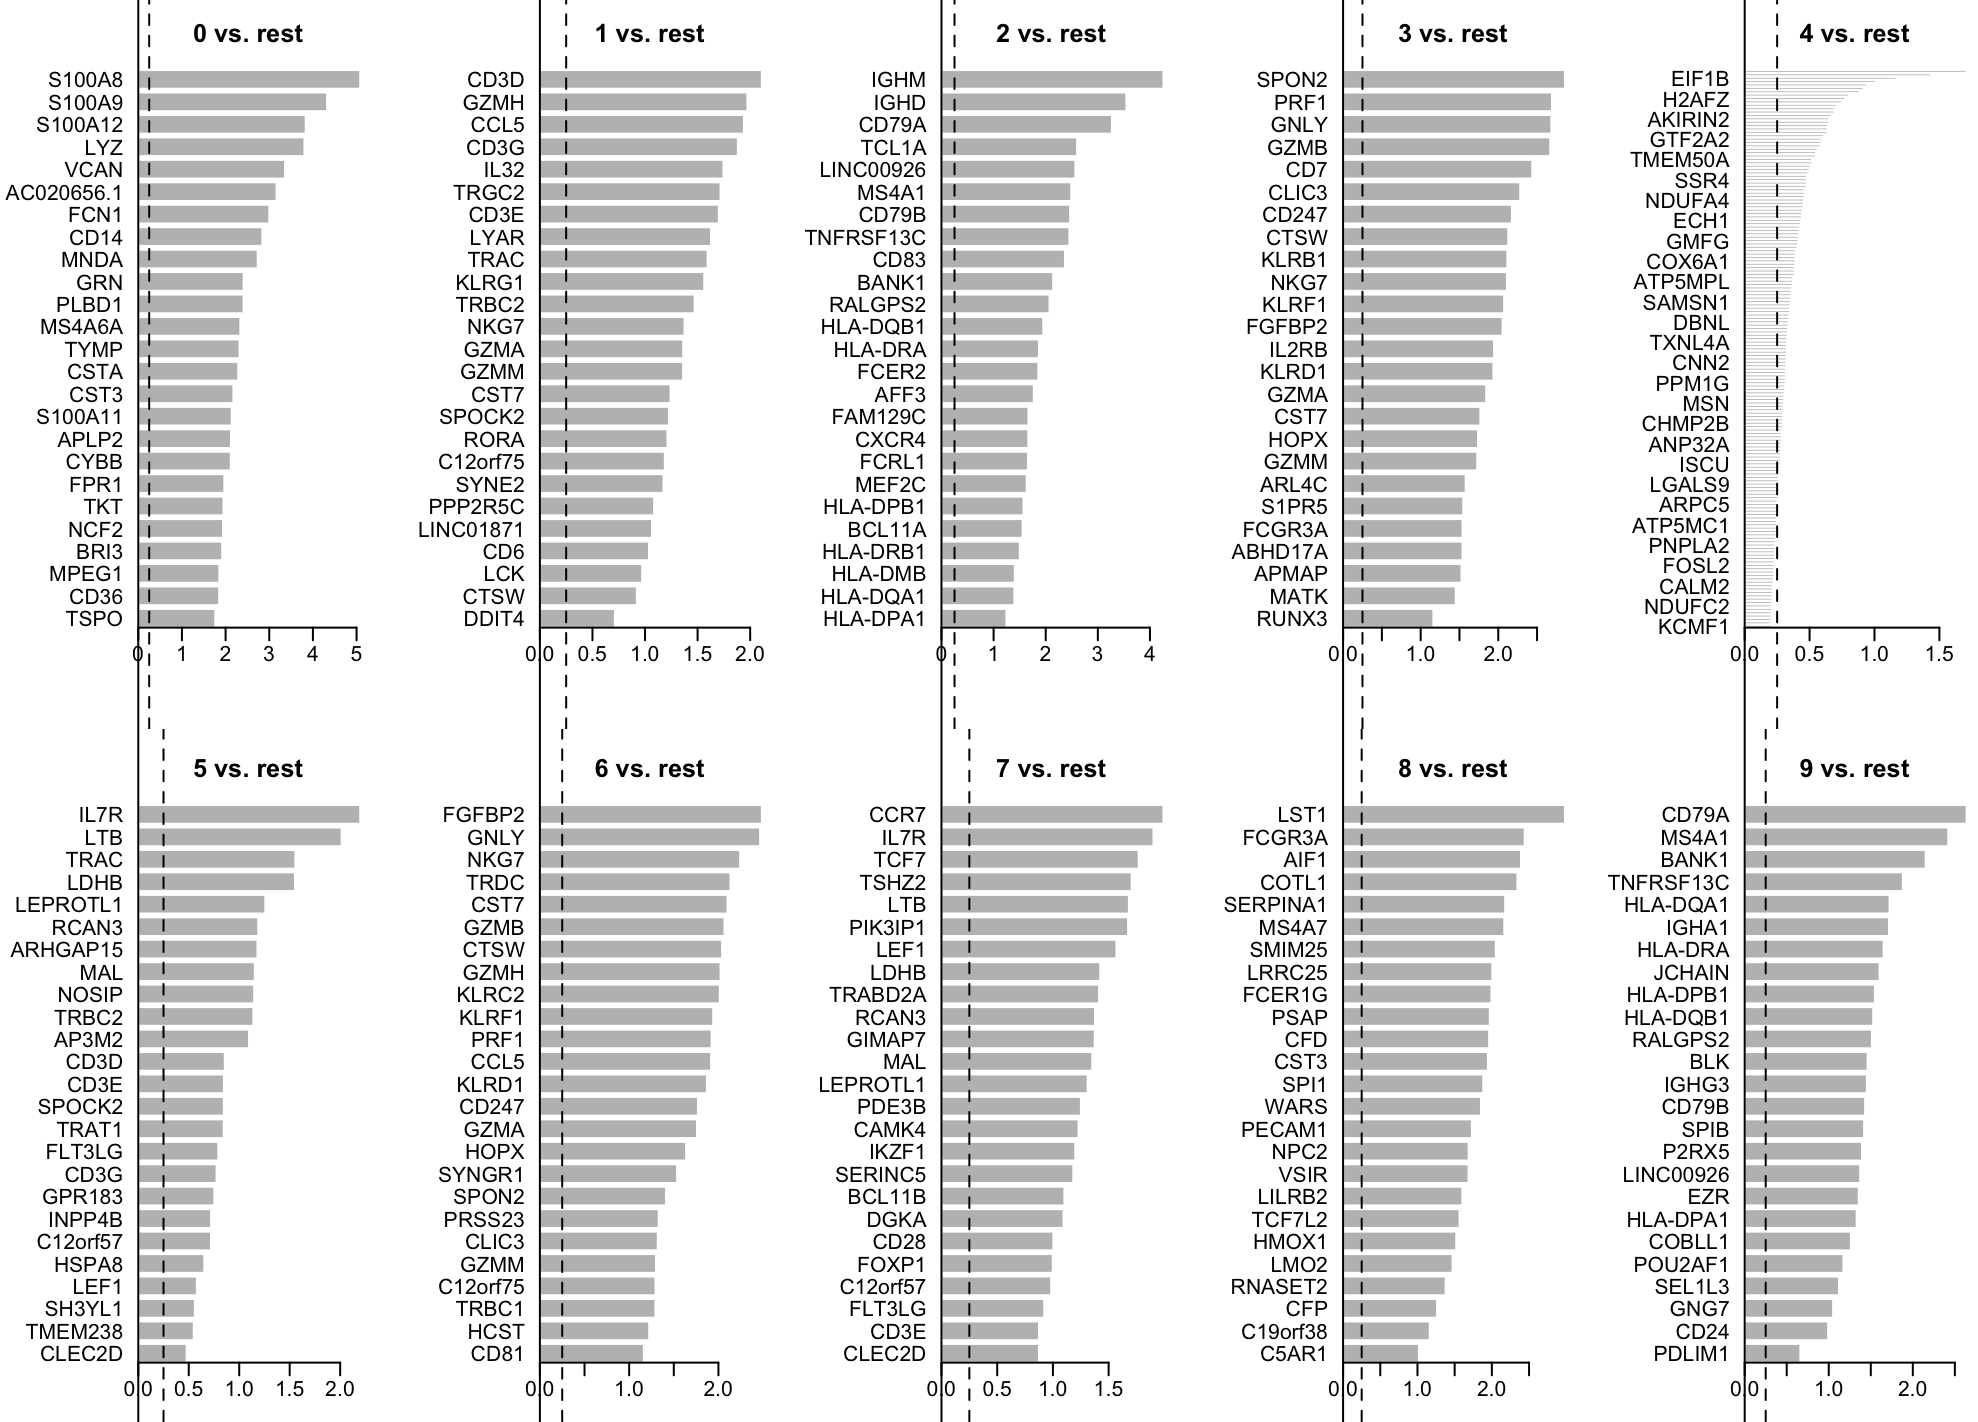 0 vs. rest
S100A8
S100A9
S100A12
LYZ
VCAN
AC020656.1
FCN1
CD14
MNDA
GRN
PLBD1
MS4A6A
TYMP
CSTA
CST3
S100A11
APLP2
CYBB
FPR1
TKT
NCF2
BRI3
MPEG1
CD36
TSPO
0 1 2 3 4 5
1 vs. rest
CD3D
GZMH
CCL5
CD3G
IL32
TRGC2
CD3E
LYAR
TRAC
KLRG1
TRBC2
NKG7
GZMA
GZMM
CST7
SPOCK2
RORA
C12orf75
SYNE2
PPP2R5C
LINC01871
CD6
LCK
CTSW
DDIT4
0.0 0.5 1.0 1.5 2.0
2 vs. rest
IGHM
IGHD
CD79A
TCL1A
LINC00926
MS4A1
CD79B
TNFRSF13C
CD83
BANK1
RALGPS2
HLA-DQB1
HLA-DRA
FCER2
AFF3
FAM129C
CXCR4
FCRL1
MEF2C
HLA-DPB1
BCL11A
HLA-DRB1
HLA-DMB
HLA-DQA1
HLA-DPA1
0 1 2 3 4
3 vs. rest
SPON2
PRF1
GNLY
GZMB
CD7
CLIC3
CD247
CTSW
KLRB1
NKG7
KLRF1
FGFBP2
IL2RB
KLRD1
GZMA
CST7
HOPX
GZMM
ARL4C
S1PR5
FCGR3A
ABHD17A
APMAP
MATK
RUNX3
0.0 1.0 2.0
4 vs. rest
EIF1B
H2AFZ
AKIRIN2
GTF2A2
TMEM50A
SSR4
NDUFA4
ECH1
GMFG
COX6A1
ATP5MPL
SAMSN1
DBNL
TXNL4A
CNN2
PPM1G
MSN
CHMP2B
ANP32A
ISCU
LGALS9
ARPC5
ATP5MC1
PNPLA2
FOSL2
CALM2
NDUFC2
KCMF1
0.0 0.5 1.0 1.5
5 vs. rest
IL7R
LTB
TRAC
LDHB
LEPROTL1
RCAN3
ARHGAP15
MAL
NOSIP
TRBC2
AP3M2
CD3D
CD3E
SPOCK2
TRAT1
FLT3LG
CD3G
GPR183
INPP4B
C12orf57
HSPA8
LEF1
SH3YL1
TMEM238
CLEC2D
0.0 0.5 1.0 1.5 2.0
6 vs. rest
FGFBP2
GNLY
NKG7
TRDC
CST7
GZMB
CTSW
GZMH
KLRC2
KLRF1
PRF1
CCL5
KLRD1
CD247
GZMA
HOPX
SYNGR1
SPON2
PRSS23
CLIC3
GZMM
C12orf75
TRBC1
HCST
CD81
0.0 1.0 2.0
7 vs. rest
CCR7
IL7R
TCF7
TSHZ2
LTB
PIK3IP1
LEF1
LDHB
TRABD2A
RCAN3
GIMAP7
MAL
LEPROTL1
PDE3B
CAMK4
IKZF1
SERINC5
BCL11B
DGKA
CD28
FOXP1
C12orf57
FLT3LG
CD3E
CLEC2D
0.0 0.5 1.0 1.5
8 vs. rest
LST1
FCGR3A
AIF1
COTL1
SERPINA1
MS4A7
SMIM25
LRRC25
FCER1G
PSAP
CFD
CST3
SPI1
WARS
PECAM1
NPC2
VSIR
LILRB2
TCF7L2
HMOX1
LMO2
RNASET2
CFP
C19orf38
C5AR1
0.0 1.0 2.0
9 vs. rest
CD79A
MS4A1
BANK1
TNFRSF13C
HLA-DQA1
IGHA1
HLA-DRA
JCHAIN
HLA-DPB1
HLA-DQB1
RALGPS2
BLK
IGHG3
CD79B
SPIB
P2RX5
LINC00926
EZR
HLA-DPA1
COBLL1
POU2AF1
SEL1L3
GNG7
CD24
PDLIM1
0.0 1.0 2.0